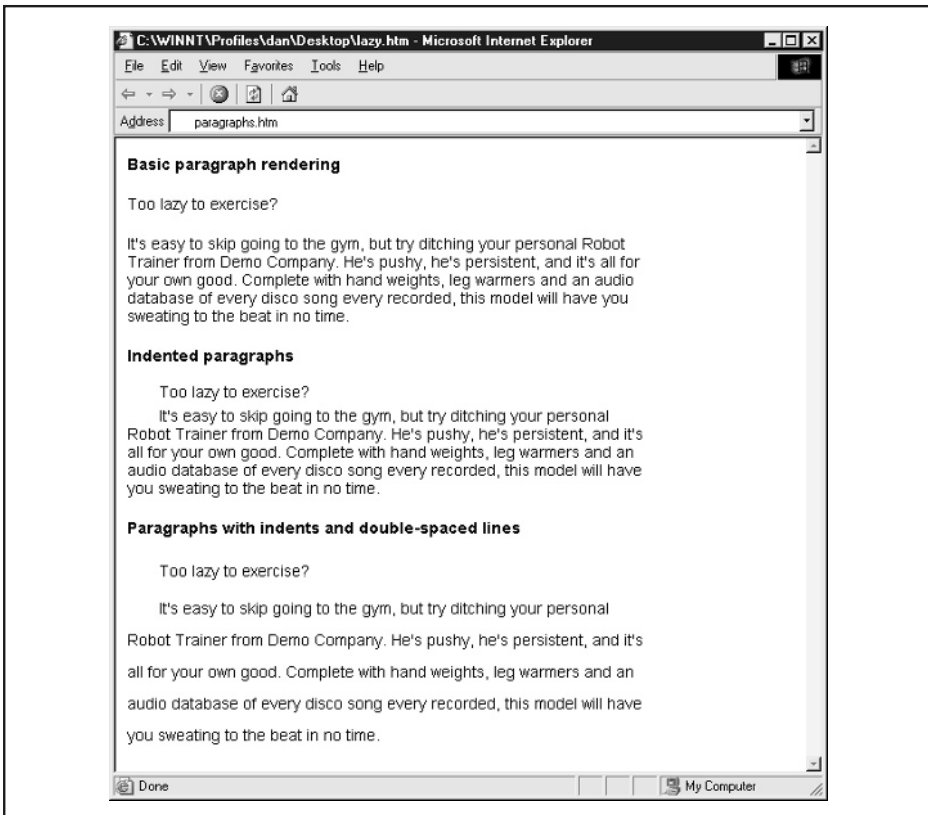 C:\WINNT\Profiles\dan\Desktop\lazy.htm - Microsoft Internet Explorer
File Edit View Favorites Tools Help
Address paragraphs.htm
Basic paragraph rendering
Too lazy to exercise?
It's easy to skip going to the gym, but try ditching your personal Robot
Trainer from Demo Company. He's pushy, he's persistent, and it's all for
your own good. Complete with hand weights, leg warmers and an audio
database of every disco song every recorded, this model will have you
sweating to the beat in no time.
Indented paragraphs
Too lazy to exercise?
It's easy to skip going to the gym, but try ditching your personal
Robot Trainer from Demo Company. He's pushy, he's persistent, and it's
all for your own good. Complete with hand weights, leg warmers and an
audio database of every disco song every recorded, this model will have
you sweating to the beat in no time.
Paragraphs with indents and double-spaced lines
Too lazy to exercise?
It's easy to skip going to the gym, but try ditching your personal
Robot Trainer from Demo Company. He's pushy, he's persistent, and it's
all for your own good. Complete with hand weights, leg warmers and an
audio database of every disco song every recorded, this model will have
you sweating to the beat in no time.
Done My Computer